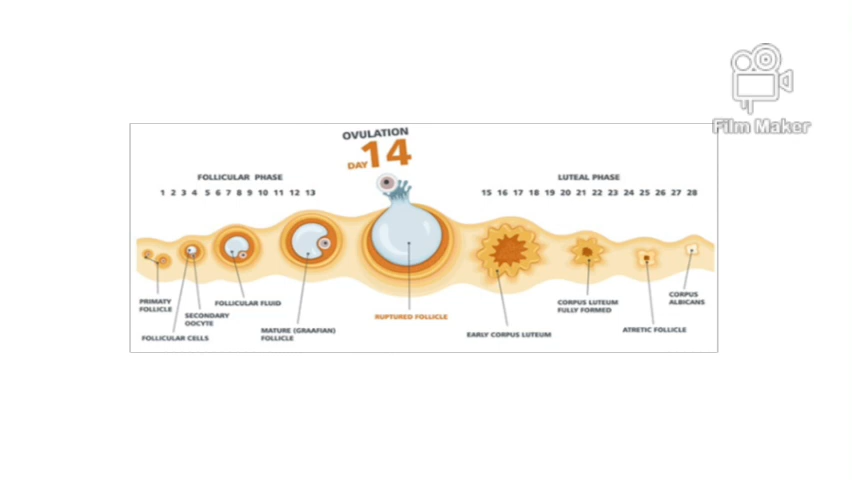 Film Maker
OVULATION
DAY 14
FOLLICULAR PHASE
1 2 3 4 5 6 7 8 9 10 11 12 13
LUTEAL PHASE
15 16 17 18 19 20 21 22 23 24 25 26 27 28
PRIMATY
FOLLICLE
SECONDARY
OOCYTE
FOLLICULAR CELLS
FOLLICULAR FLUID
MATURE (GRAAFIAN)
FOLLICLE
RUPTURED FOLLICLE
EARLY CORPUS LUTEUM
CORPUS LUTEUM
FULLY FORMED
ATRETIC FOLLICLE
CORPUS
ALBICANS